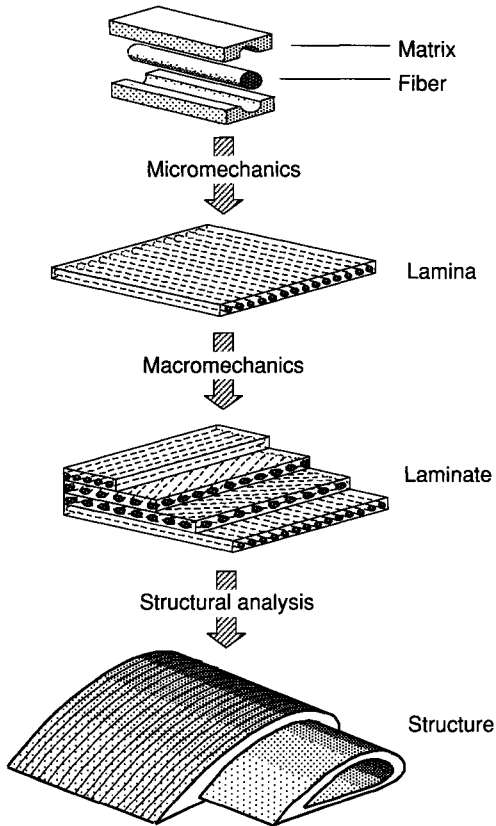 Matrix
Fiber
Micromechanics
Lamina
Macromechanics
Laminate
Structural analysis
Structure